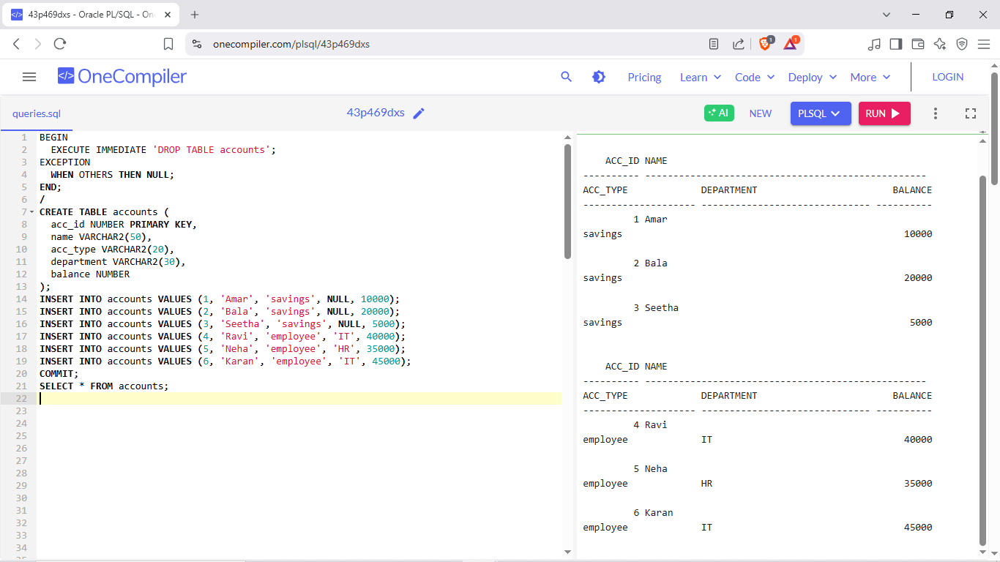 43p469dxs - Oracle PL/SQL - On
onecompiler.com/plsql/43p469dxs
1
1
OneCompiler
Pricing
Learn
Code
Deploy
More
LOGIN
queries.sql
43p469dxs
AI
NEW
PLSQL
RUN
1 BEGIN
2   EXECUTE IMMEDIATE 'DROP TABLE accounts';
3 EXCEPTION
4   WHEN OTHERS THEN NULL;
5 END;
6 /
7 CREATE TABLE accounts (
8   acc_id NUMBER PRIMARY KEY,
9   name VARCHAR2(50),
10   acc_type VARCHAR2(20),
11   department VARCHAR2(30),
12   balance NUMBER
13 );
14 INSERT INTO accounts VALUES (1, 'Amar', 'savings', NULL, 10000);
15 INSERT INTO accounts VALUES (2, 'Bala', 'savings', NULL, 20000);
16 INSERT INTO accounts VALUES (3, 'Seetha', 'savings', NULL, 5000);
17 INSERT INTO accounts VALUES (4, 'Ravi', 'employee', 'IT', 40000);
18 INSERT INTO accounts VALUES (5, 'Neha', 'employee', 'HR', 35000);
19 INSERT INTO accounts VALUES (6, 'Karan', 'employee', 'IT', 45000);
20 COMMIT;
21 SELECT * FROM accounts;
22
23
24
25
26
27
28
29
30
31
32
33
34
ACC_ID NAME
---------- --------------------------------------------------
ACC_TYPE DEPARTMENT BALANCE
-------------------- ------------------------------ ----------
1 Amar
savings 10000
2 Bala
savings 20000
3 Seetha
savings 5000
ACC_ID NAME
---------- --------------------------------------------------
ACC_TYPE DEPARTMENT BALANCE
-------------------- ------------------------------ ----------
4 Ravi
employee IT 40000
5 Neha
employee HR 35000
6 Karan
employee IT 45000